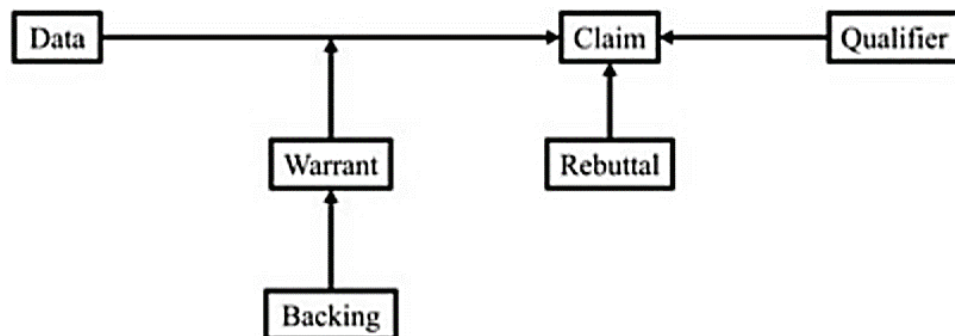 Data
Claim
Qualifier
Warrant
Rebuttal
Backing